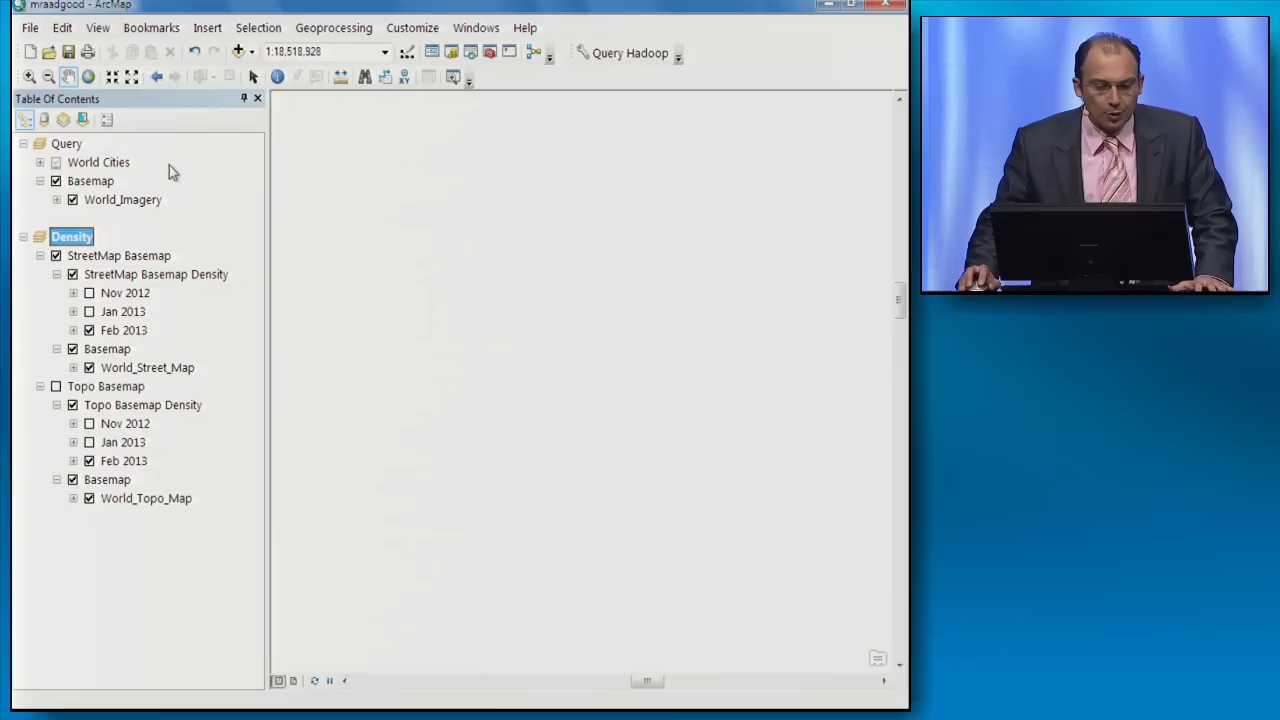 mraadgood - ArcMap
File Edit View Bookmarks Insert Selection Geoprocessing Customize Windows Help
1:18,518,928 Query Hadoop
Table Of Contents
Query
World Cities
Basemap
World_Imagery
Density
StreetMap Basemap
StreetMap Basemap Density
Nov 2012
Jan 2013
Feb 2013
Basemap
World_Street_Map
Topo Basemap
Topo Basemap Density
Nov 2012
Jan 2013
Feb 2013
Basemap
World_Topo_Map